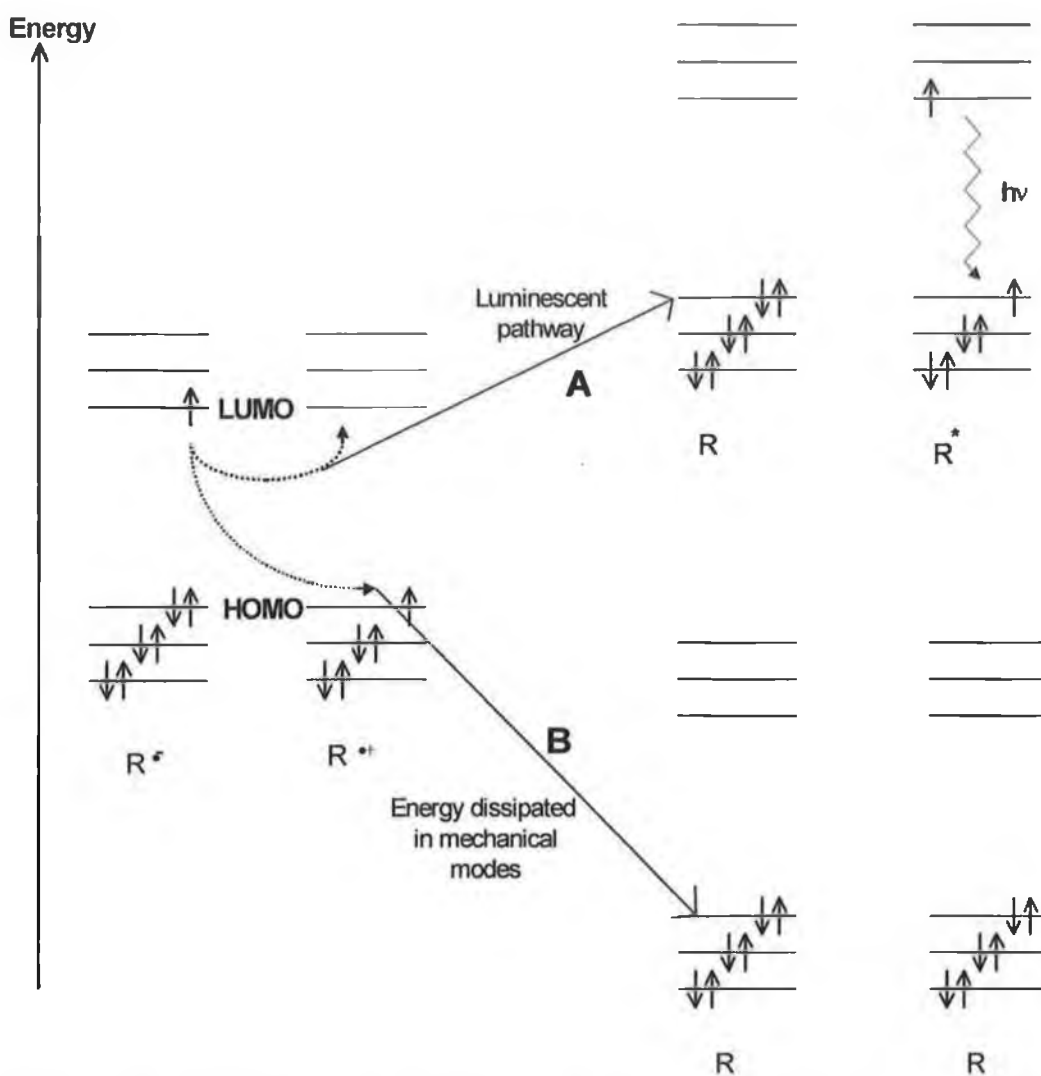 Energy
hν
Luminescent
pathway
A
LUMO
R
R*
HOMO
R•-
R•+
B
Energy dissipated
in mechanical
modes
R
R